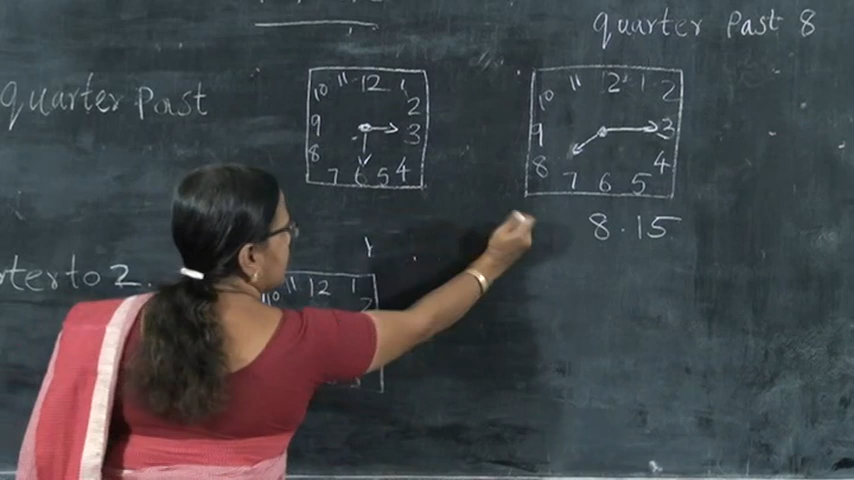 quarter Past 8
quarter Past
11 12 1
10 2
9 3
8 4
7 6 5
11 12 1 2
10
9 3
8 4
7 6 5
8.15
rter to 2.
10 11 12 1
2